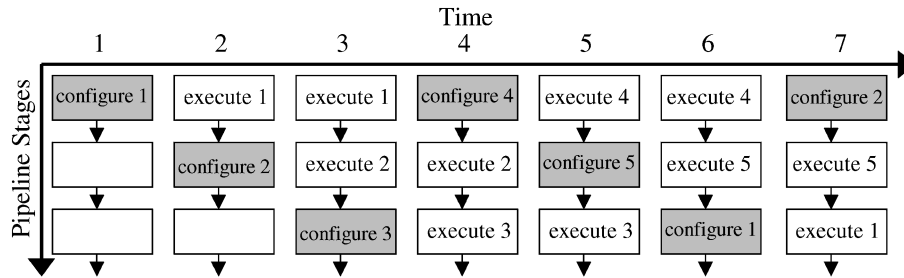 Time
1 2 3 4 5 6 7
Pipeline Stages
configure 1 execute 1 execute 1 configure 4 execute 4 execute 4 configure 2
configure 2 execute 2 execute 2 configure 5 execute 5 execute 5
configure 3 execute 3 execute 3 configure 1 execute 1